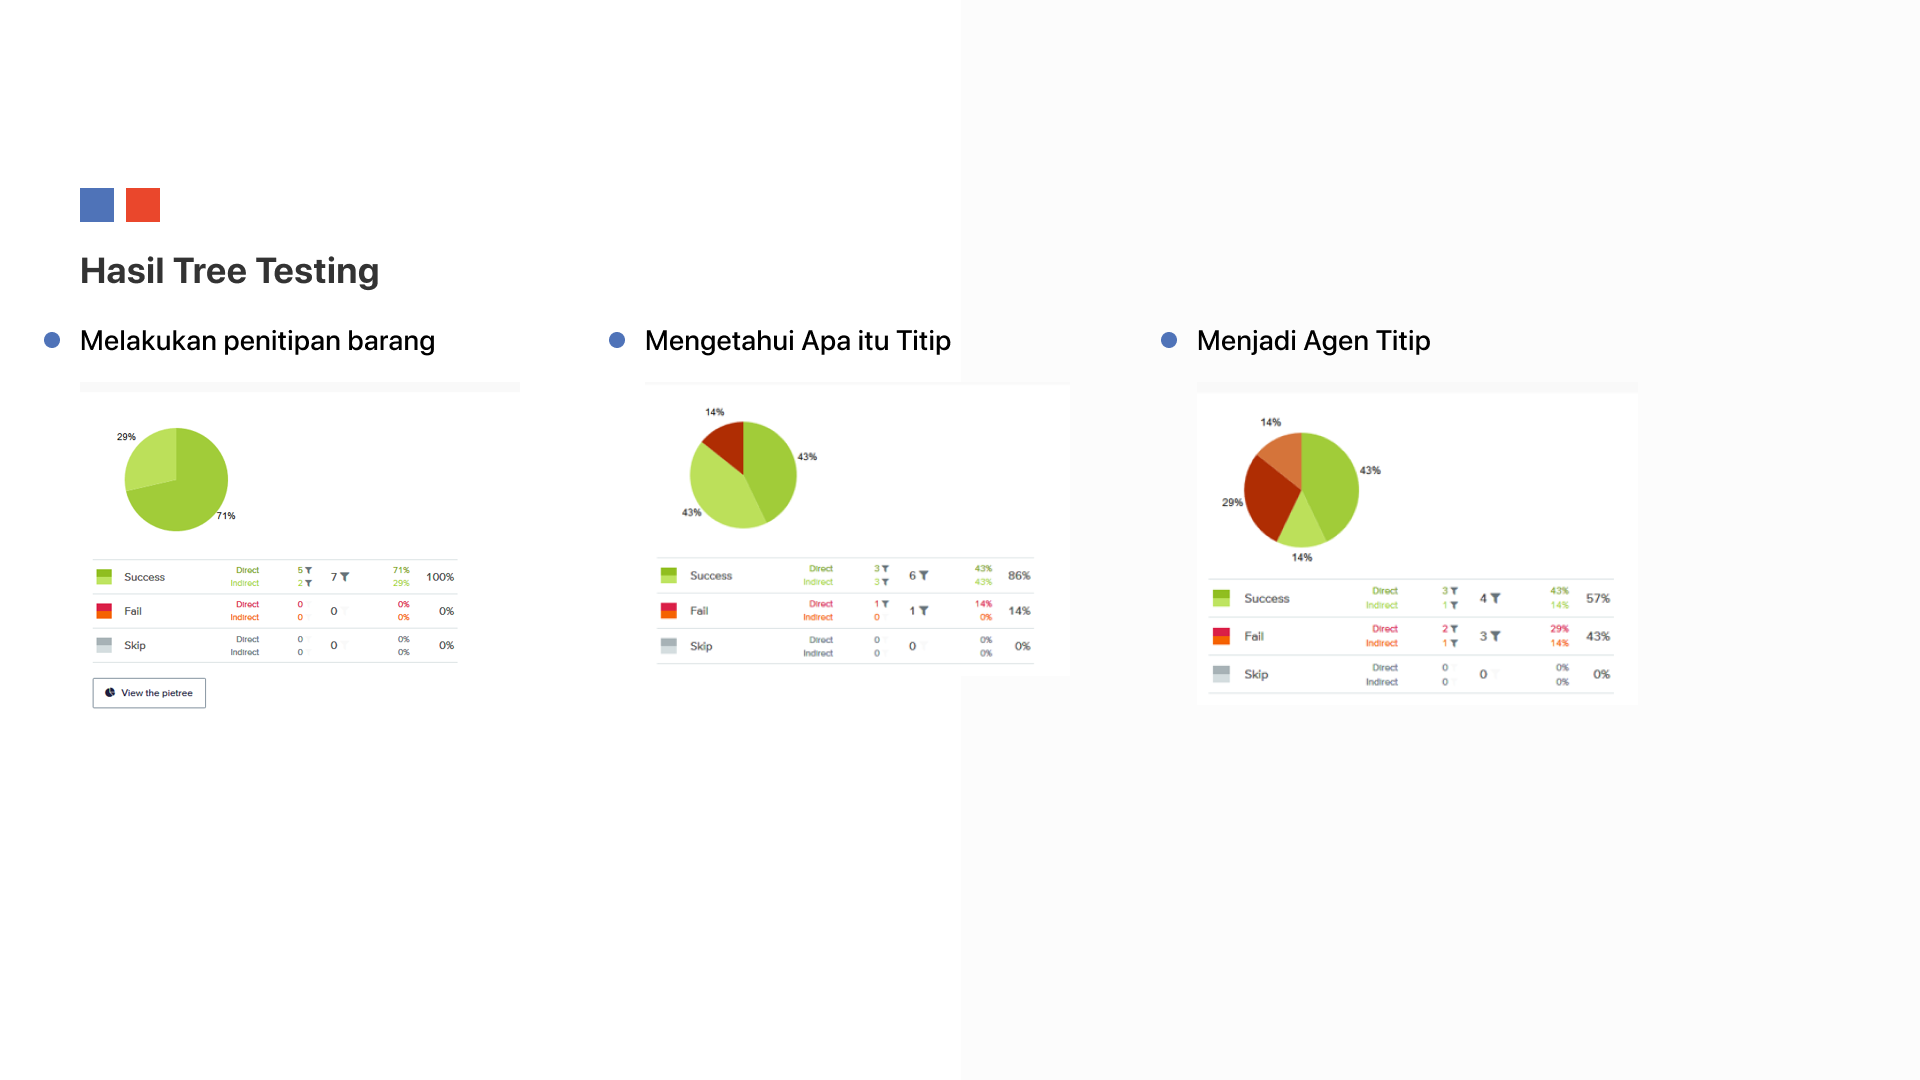 Hasil Tree Testing
Melakukan penitipan barang
29%
71%
Success Direct 5 7 71% 100%
Indirect 2 29%
Fail Direct 0 0 0% 0%
Indirect 0 0%
Skip Direct 0 0 0% 0%
Indirect 0 0%
View the pietree
Mengetahui Apa itu Titip
14%
43%
43%
Success Direct 3 6 43% 86%
Indirect 3 43%
Fail Direct 1 1 14% 14%
Indirect 0 0%
Skip Direct 0 0 0% 0%
Indirect 0 0%
Menjadi Agen Titip
14%
43%
29%
14%
Success Direct 3 4 43% 57%
Indirect 1 14%
Fail Direct 2 3 29% 43%
Indirect 1 14%
Skip Direct 0 0 0% 0%
Indirect 0 0%